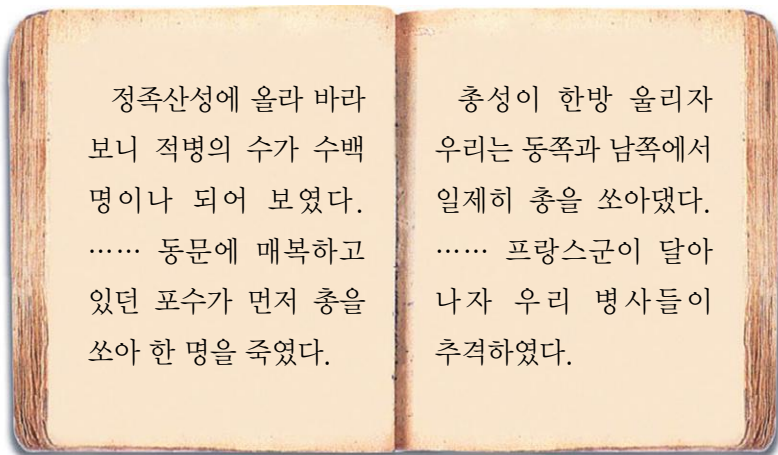 정족산성에 올라 바라
보니 적병의 수가 수백
명이나 되어 보였다.
…… 동문에 매복하고
있던 포수가 먼저 총을
쏘아 한 명을 죽였다.
총성이 한방 울리자
우리는 동쪽과 남쪽에서
일제히 총을 쏘아댔다.
…… 프랑스군이 달아
나자 우리 병사들이
추격하였다.